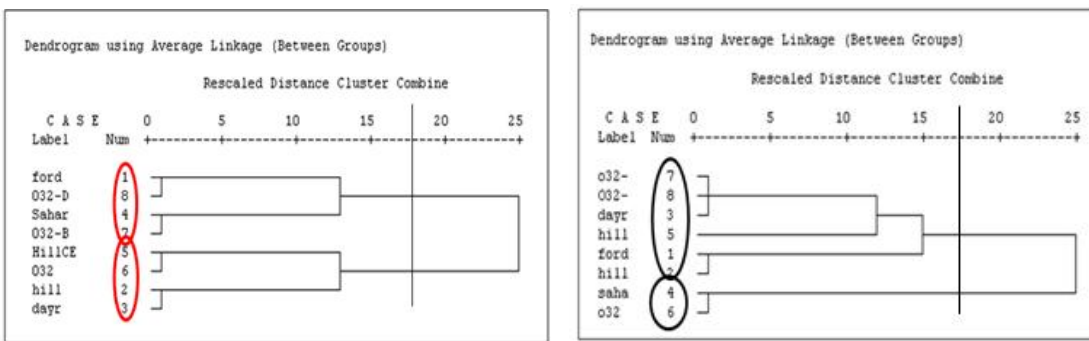 Dendrogram using Average Linkage (Between Groups)
Rescaled Distance Cluster Combine
C A S E 0 5 10 15 20 25
Label Num
ford 1
O32-D 8
Sahar 4
O32-B 7
HillCE 5
O32 6
hill 2
dayr 3
Dendrogram using Average Linkage (Between Groups)
Rescaled Distance Cluster Combine
C A S E 0 5 10 15 20 25
Label Num
o32- 7
O32- 8
dayr 3
hill 5
ford 1
hill 2
saha 4
o32 6